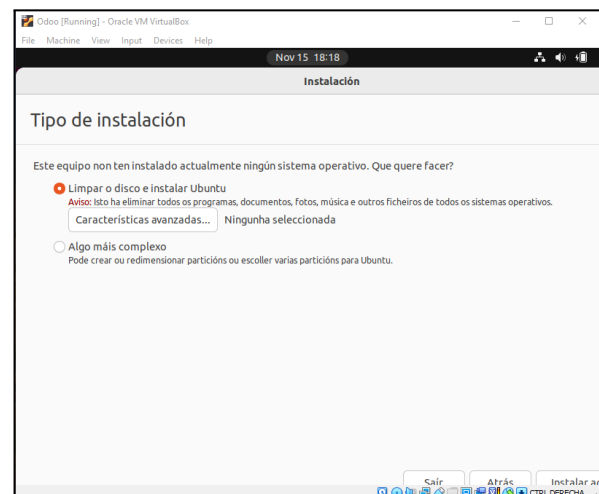 Odoo [Running] - Oracle VM VirtualBox
File Machine View Input Devices Help
Nov 15 18:18
Instalación
Tipo de instalación
Este equipo non ten instalado actualmente ningún sistema operativo. Que quere facer?
Limpar o disco e instalar Ubuntu
Aviso: Isto ha eliminar todos os programas, documentos, fotos, música e outros ficheiros de todos os sistemas operativos.
Características avanzadas... Ningunha seleccionada
Algo máis complexo
Pode crear ou redimensionar particións ou escoller varias particións para Ubuntu.
Saír Atrás Instalar
CTRL DERECHA